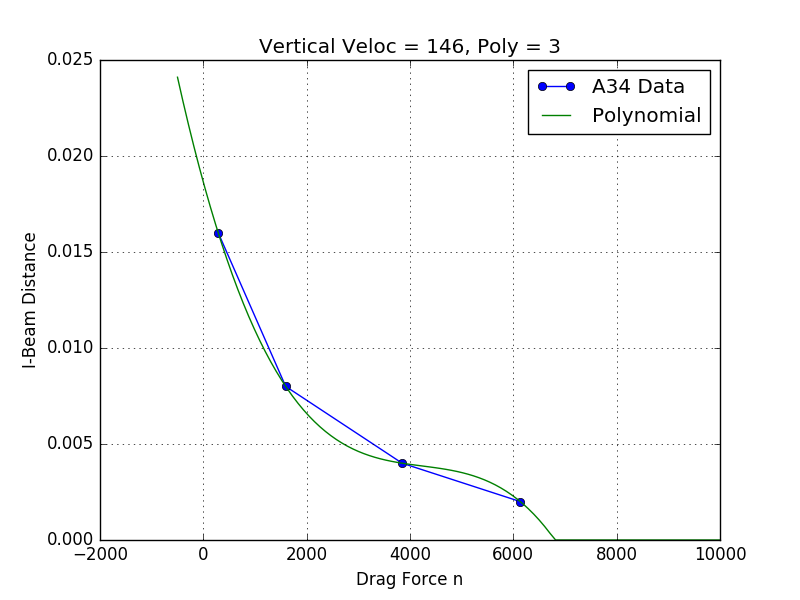 Vertical Veloc = 146, Poly = 3
0.025
0.020
0.015
0.010
0.005
0.000
I-Beam Distance
A34 Data
Polynomial
−2000 0 2000 4000 6000 8000 10000
Drag Force n